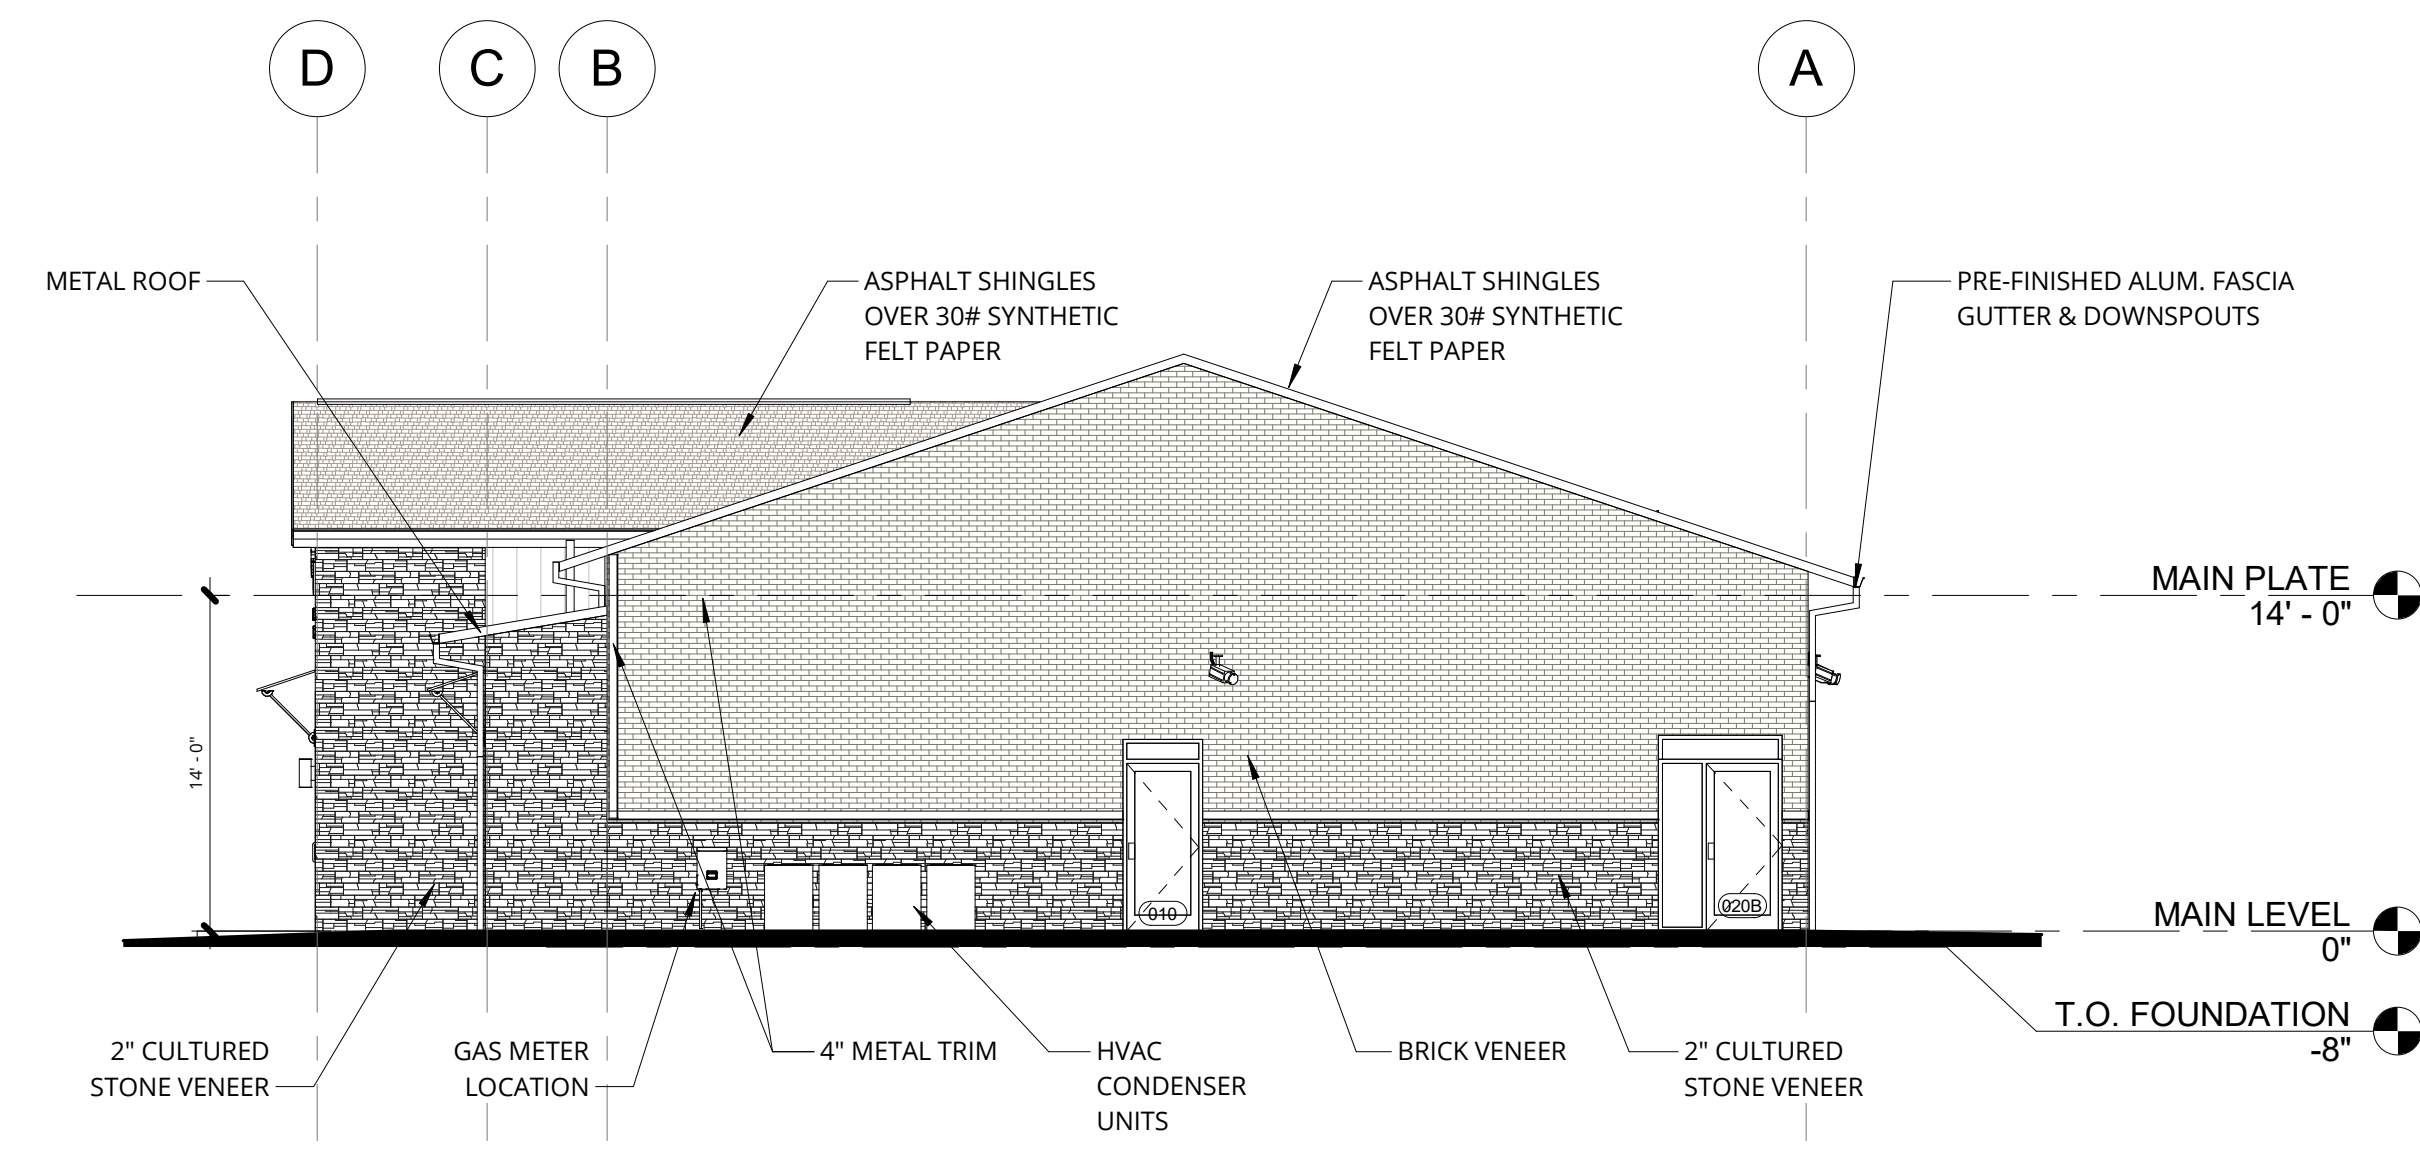 D
C
B
A
METAL ROOF
ASPHALT SHINGLES
OVER 30# SYNTHETIC
FELT PAPER
ASPHALT SHINGLES
OVER 30# SYNTHETIC
FELT PAPER
PRE-FINISHED ALUM. FASCIA
GUTTER & DOWNSPOUTS
MAIN PLATE
14' - 0"
14' - 0"
010
020B
MAIN LEVEL
0"
T.O. FOUNDATION
-8"
2" CULTURED
STONE VENEER
GAS METER
LOCATION
4" METAL TRIM
HVAC
CONDENSER
UNITS
BRICK VENEER
2" CULTURED
STONE VENEER